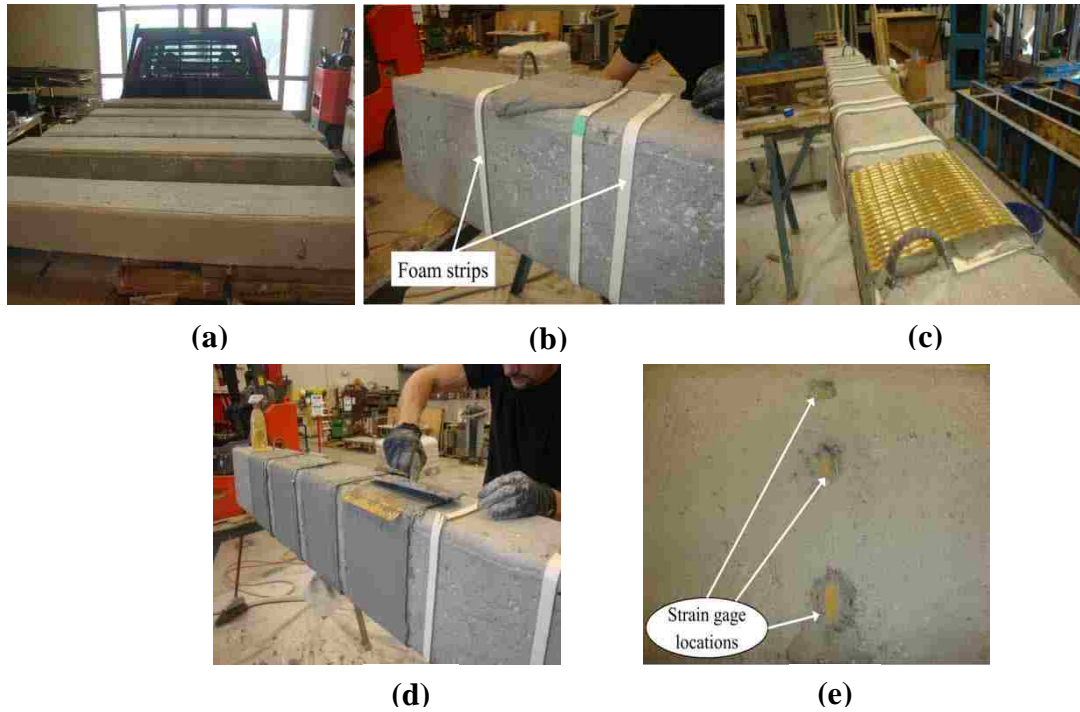 Foam strips
(a)
(b)
(c)
Strain gage
locations
(d)
(e)